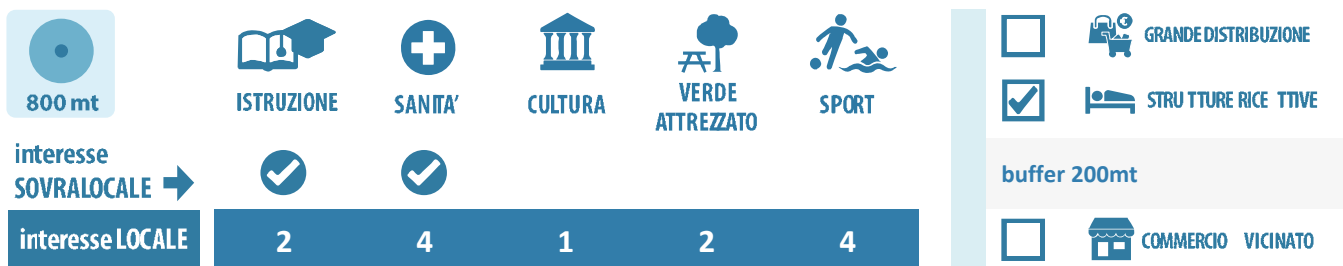 800 mt
ISTRUZIONE
SANITA'
CULTURA
VERDE
ATTREZZATO
SPORT
interesse
SOVRALOCALE
interesse LOCALE
2
4
1
2
4
€
GRANDE DISTRIBUZIONE
STRU TTURE RICE TTIVE
buffer 200mt
COMMERCIO VICINATO